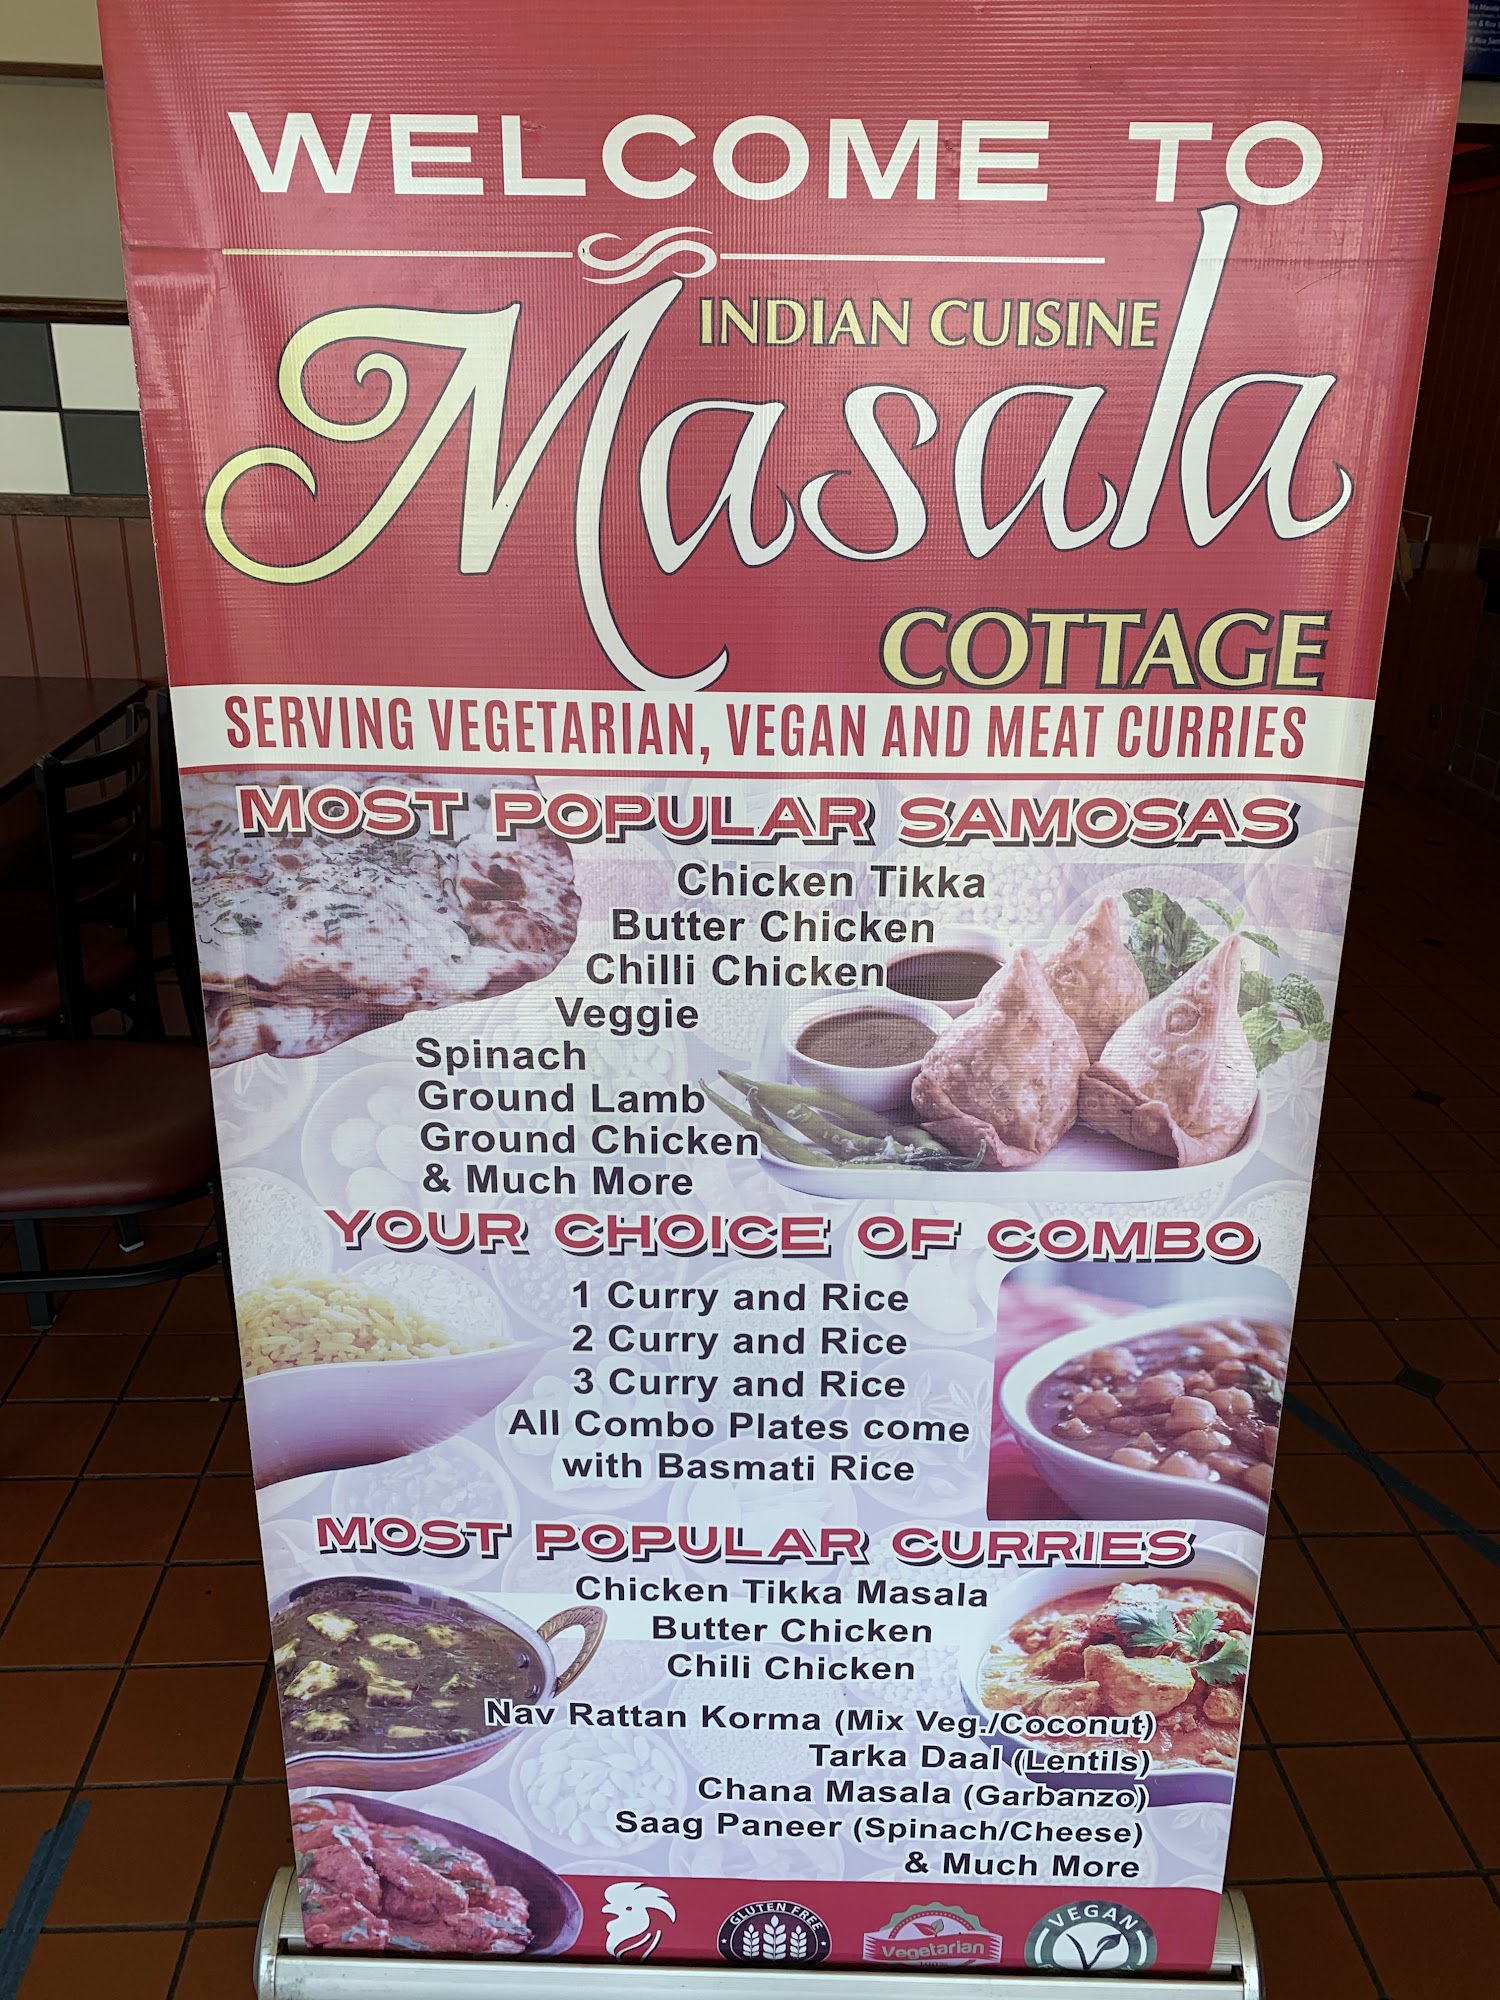 WELCOME TO
INDIAN CUISINE
Masala
COTTAGE
SERVING VEGETARIAN, VEGAN AND MEAT CURRIES
MOST POPULAR SAMOSAS
Chicken Tikka
Butter Chicken
Chilli Chicken
Veggie
Spinach
Ground Lamb
Ground Chicken
& Much More
YOUR CHOICE OF COMBO
1 Curry and Rice
2 Curry and Rice
3 Curry and Rice
All Combo Plates come
with Basmati Rice
MOST POPULAR CURRIES
Chicken Tikka Masala
Butter Chicken
Chili Chicken
Nav Rattan Korma (Mix Veg./Coconut)
Tarka Daal (Lentils)
Chana Masala (Garbanzo)
Saag Paneer (Spinach/Cheese)
& Much More
GLUTEN FREE
Vegetarian
100%
VEGAN